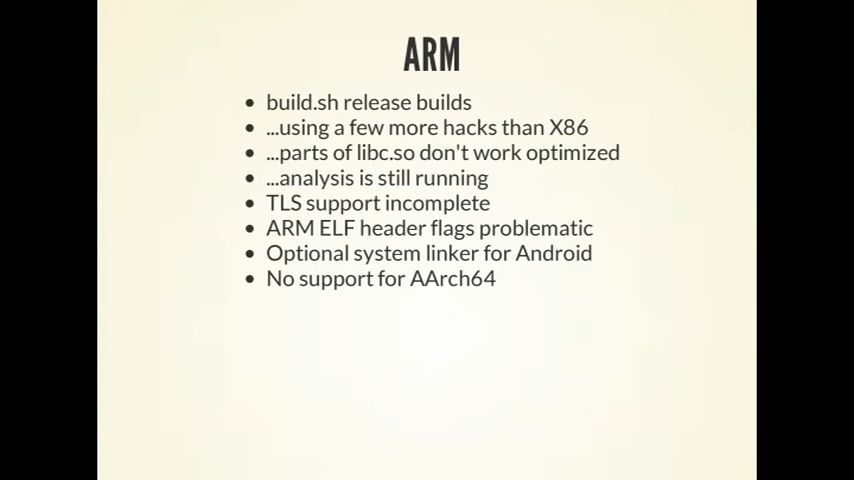 ARM
• build.sh release builds
• ...using a few more hacks than X86
• ...parts of libc.so don't work optimized
• ...analysis is still running
• TLS support incomplete
• ARM ELF header flags problematic
• Optional system linker for Android
• No support for AArch64